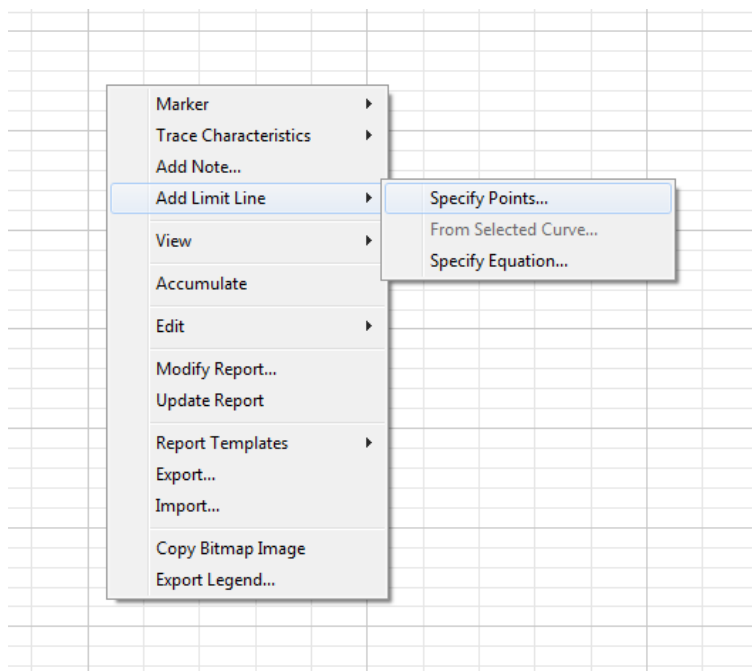 Marker
Trace Characteristics
Add Note...
Add Limit Line
Specify Points...
From Selected Curve...
Specify Equation...
View
Accumulate
Edit
Modify Report...
Update Report
Report Templates
Export...
Import...
Copy Bitmap Image
Export Legend...